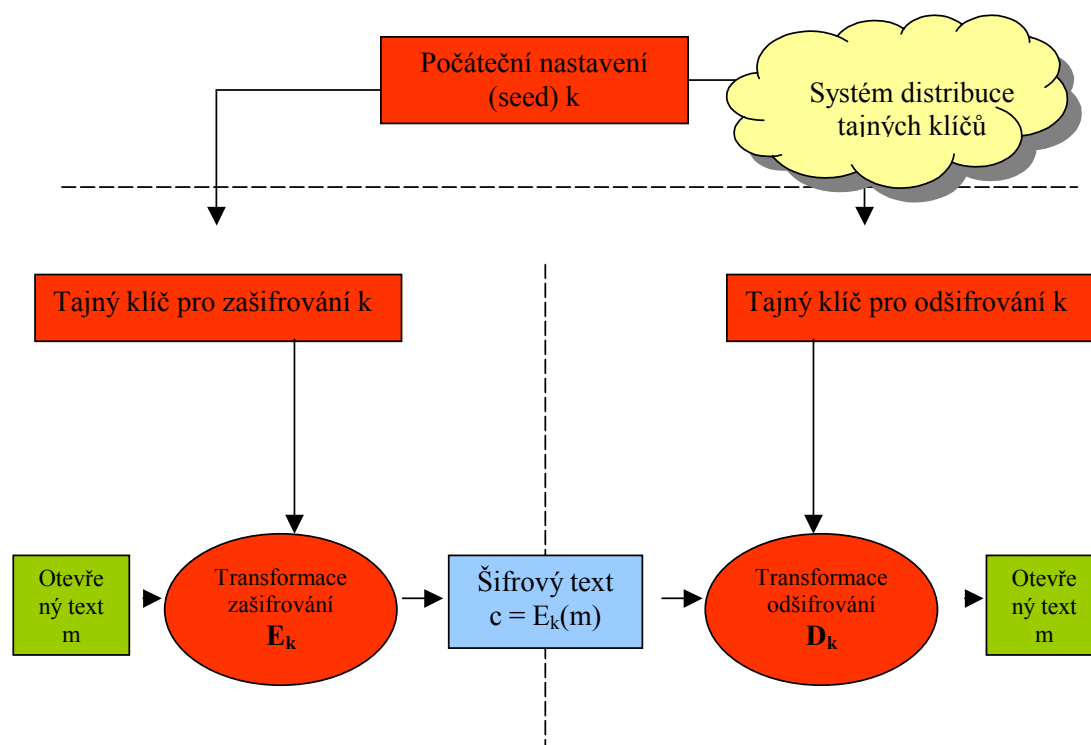 Počáteční nastavení
(seed) k
Systém distribuce
tajných klíčů
Tajný klíč pro zašifrování k
Tajný klíč pro odšifrování k
Otevře
ný text
m
Transformace
zašifrování
Ek
Šifrový text
c = Ek(m)
Transformace
odšifrování
Dk
Otevře
ný text
m